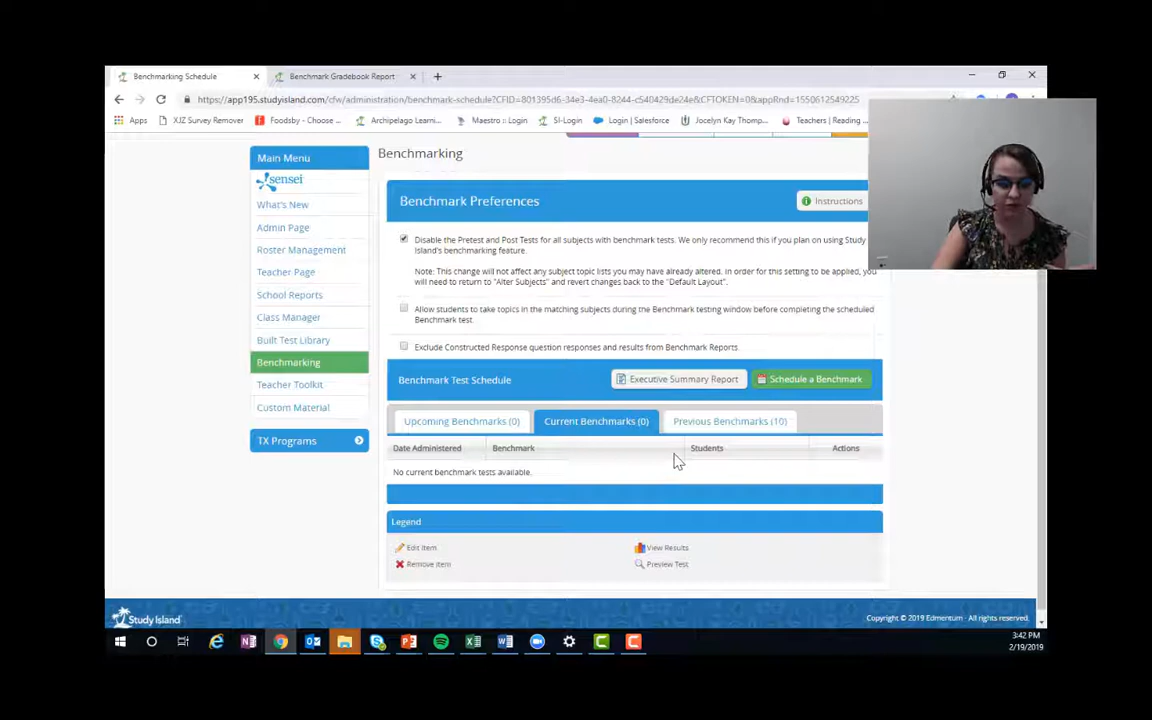 Benchmarking Schedule
Benchmark Gradebook Report
https://app195.studyisland.com/cfw/administration/benchmark-schedule?CFID=801395d6-34e3-4ea0-8244-c540429de24e&CFTOKEN=0&appRnd=1550612549225
Apps
XJZ Survey Remover
Foodsby - Choose ...
Archipelago Learni...
Maestro :: Login
SI-Login
Login | Salesforce
Jocelyn Kay Thomp...
Teachers | Reading ...
Main Menu
sensei
What's New
Admin Page
Roster Management
Teacher Page
School Reports
Class Manager
Built Test Library
Benchmarking
Teacher Toolkit
Custom Material
TX Programs
Benchmarking
Benchmark Preferences
Instructions
Disable the Pretest and Post Tests for all subjects with benchmark tests. We only recommend this if you plan on using Study
Island's benchmarking feature.
Note: This change will not affect any subject topic lists you may have already altered. In order for this setting to be applied, you
will need to return to "Alter Subjects" and revert changes back to the "Default Layout".
Allow students to take topics in the matching subjects during the Benchmark testing window before completing the scheduled
Benchmark test.
Exclude Constructed Response question responses and results from Benchmark Reports.
Benchmark Test Schedule
Executive Summary Report
Schedule a Benchmark
Upcoming Benchmarks (0)
Current Benchmarks (0)
Previous Benchmarks (10)
Date Administered
Benchmark
Students
Actions
No current benchmark tests available.
Legend
Edit Item
View Results
Remove Item
Preview Test
Study Island
Copyright © 2019 Edmentum - All rights reserved.
3:42 PM
2/19/2019